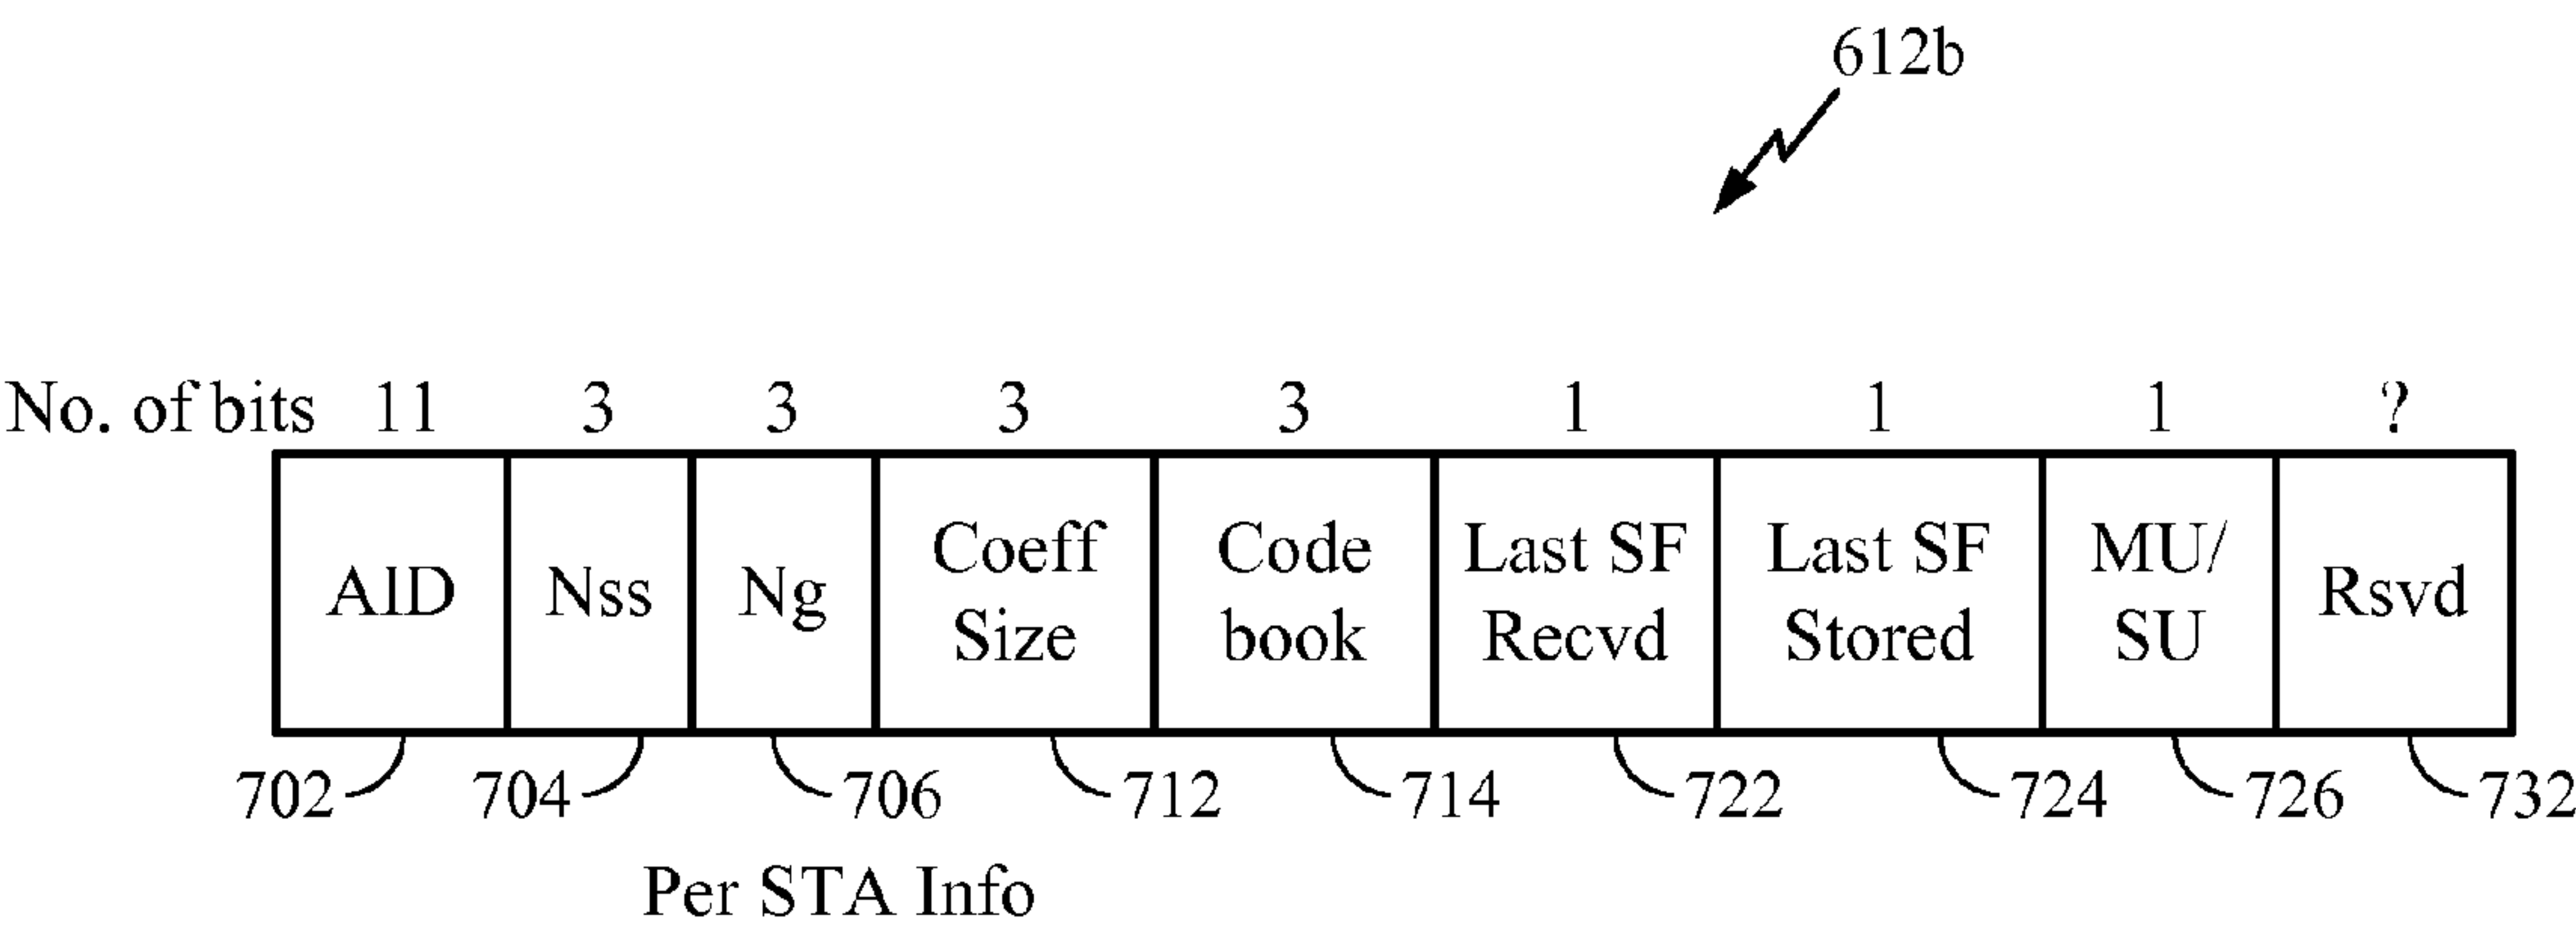 612b
No. of bits 11 3 3 3 3 1 1 1 ?
AID Nss Ng Coeff Size Code book Last SF Recvd Last SF Stored MU/ SU Rsvd
702 704 706 712 714 722 724 726 732
Per STA Info